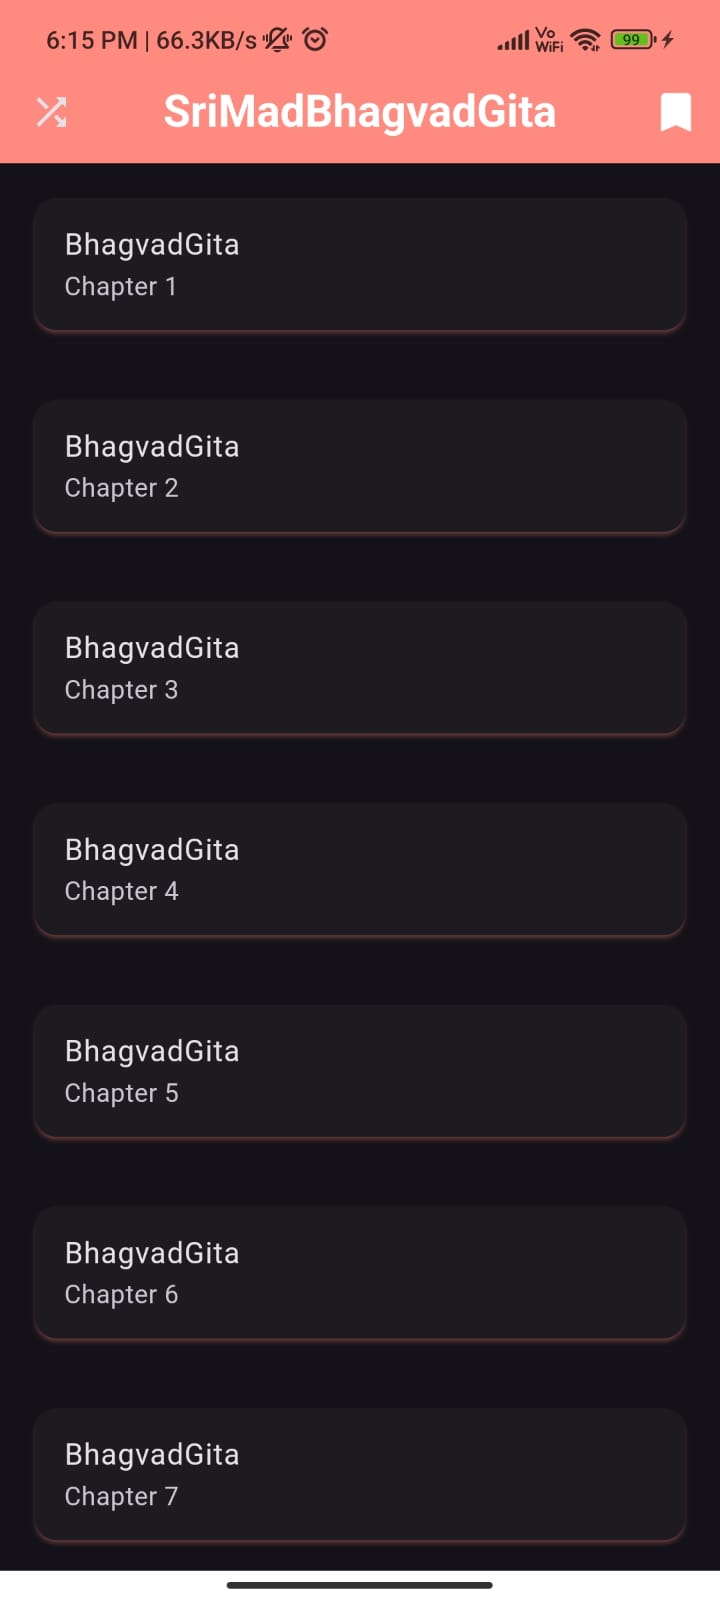 6:15 PM | 66.3KB/s Vo WiFi 99
SriMadBhagvadGita
BhagvadGita
Chapter 1
BhagvadGita
Chapter 2
BhagvadGita
Chapter 3
BhagvadGita
Chapter 4
BhagvadGita
Chapter 5
BhagvadGita
Chapter 6
BhagvadGita
Chapter 7